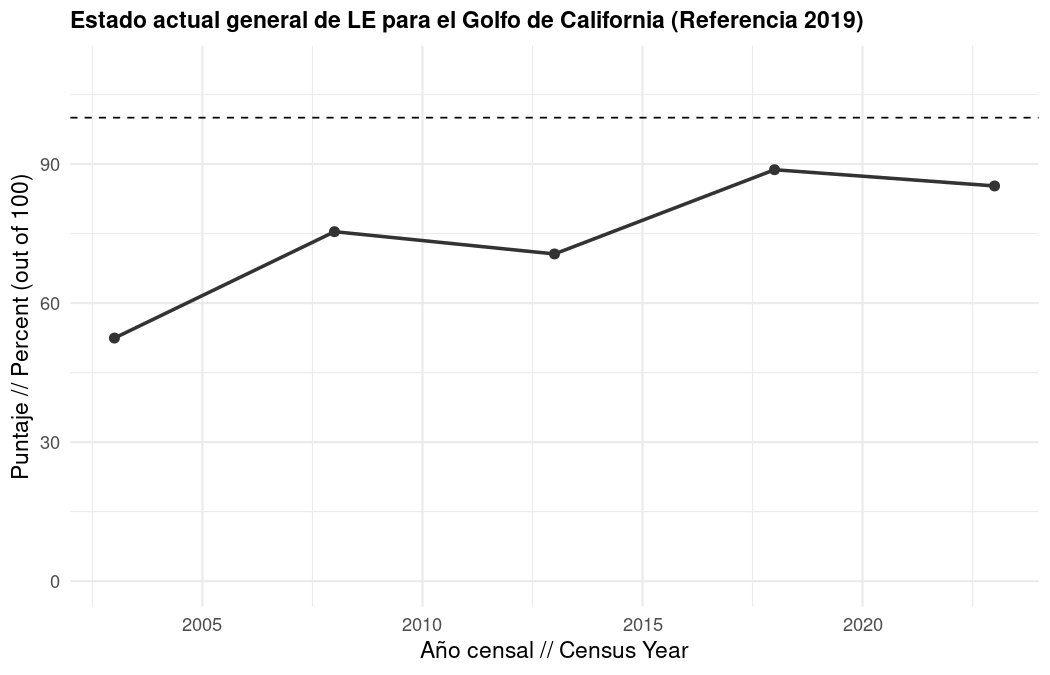 Estado actual general de LE para el Golfo de California (Referencia 2019)
Puntaje // Percent (out of 100)
90
60
30
0
2005
2010
2015
2020
Año censal // Census Year